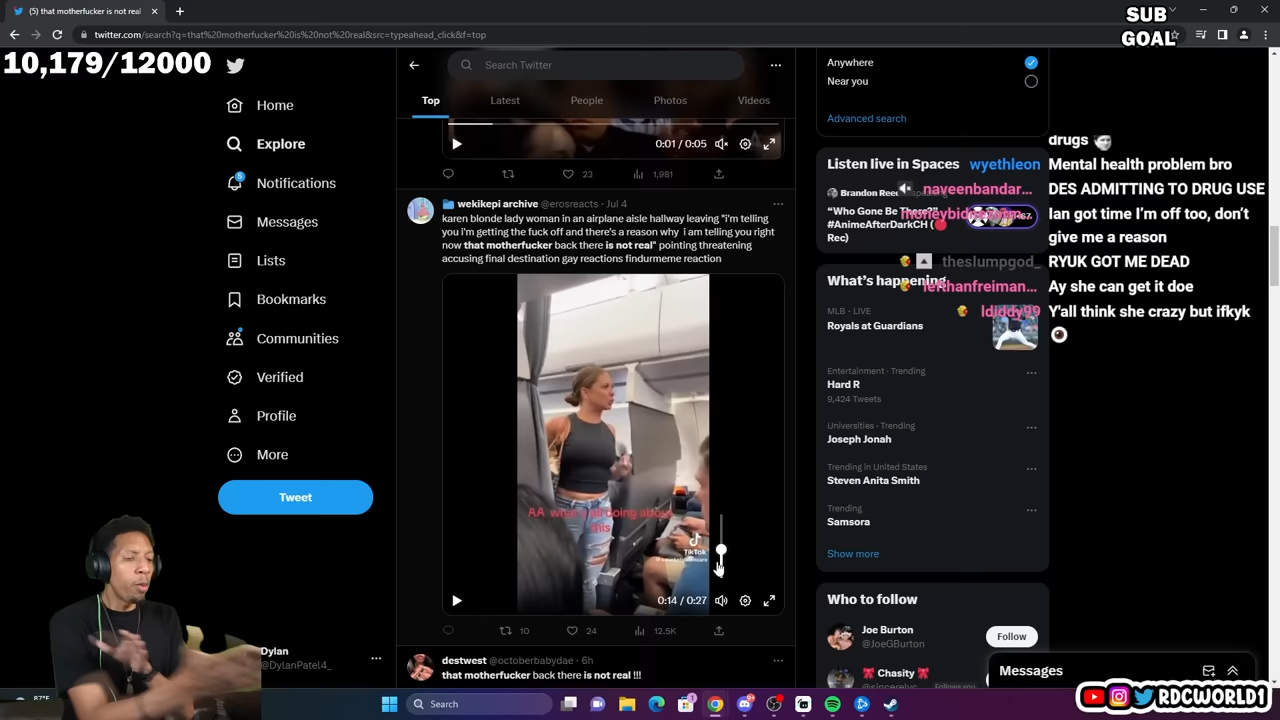 (5) that motherfucker is not real
SUB
GOAL
twitter.com/search?q=that%20motherfucker%20is%20not%20real&src=typeahead_click&f=top
10,179/12000
Home
Explore
5
Notifications
Messages
Lists
Bookmarks
Communities
Verified
Profile
More
Tweet
Dylan
@DylanPatel4_
Search Twitter
Top
Latest
People
Photos
Videos
0:01 / 0:05
23
1,981
wekikepi archive @erosreacts · Jul 4
karen blonde lady woman in an airplane aisle hallway leaving "i'm telling
you i'm getting the fuck off and there's a reason why i am telling you right
now that motherfucker back there is not real" pointing threatening
accusing final destination gay reactions findurmeme reaction
AA
doing about
this
TikTok
0:14 / 0:27
10
24
12.5K
destwest @octoberbabydae · 6h
that motherfucker back there is not real !!!
Anywhere
Near you
Advanced search
Listen live in Spaces
Brandon Reed
"Who Gone Be There?"
#AnimeAfterDarkCH (
Rec)
What's happening
MLB · LIVE
Royals at Guardians
Entertainment · Trending
Hard R
9,424 Tweets
Universities · Trending
Joseph Jonah
Trending in United States
Steven Anita Smith
Trending
Samsora
Show more
Who to follow
Joe Burton
@JoeGBurton
Follow
Chasity
Messages
drugs
wyethleon Mental health problem bro
naveenbandar... DES ADMITTING TO DRUG USE
Ian got time I'm off too, don't
give me a reason
theslumpgod_ RYUK GOT ME DEAD
lefthanfreiman... Ay she can get it doe
ldiddy99 Y'all think she crazy but ifkyk
Search
RDCWORLD1